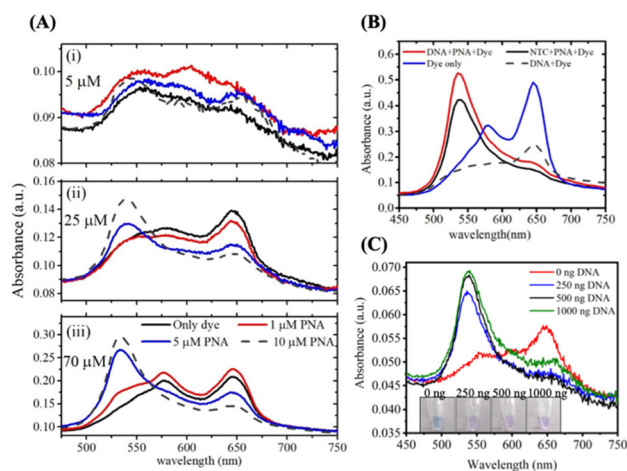 (A)
(i)
5 µM
0.10
0.09
0.08
(ii)
25 µM
0.16
0.14
0.12
0.10
0.08
(iii)
70 µM
Only dye
1 µM PNA
5 µM PNA
10 µM PNA
0.30
0.25
0.20
0.15
0.10
500 550 600 650 700 750
wavelength (nm)
Absorbance (a.u.)
(B)
DNA+PNA+Dye
NTC+PNA+Dye
Dye only
DNA+Dye
0.6
0.5
0.4
0.3
0.2
0.1
0.0
450 500 550 600 650 700 750
wavelength(nm)
Absorbance (a.u.)
(C)
0 ng DNA
250 ng DNA
500 ng DNA
1000 ng DNA
0.070
0.065
0.060
0.055
0.050
0.045
0.040
0.035
0 ng 250 ng 500 ng 1000 ng
450 500 550 600 650 700 750
wavelength (nm)
Absorbance (a.u.)